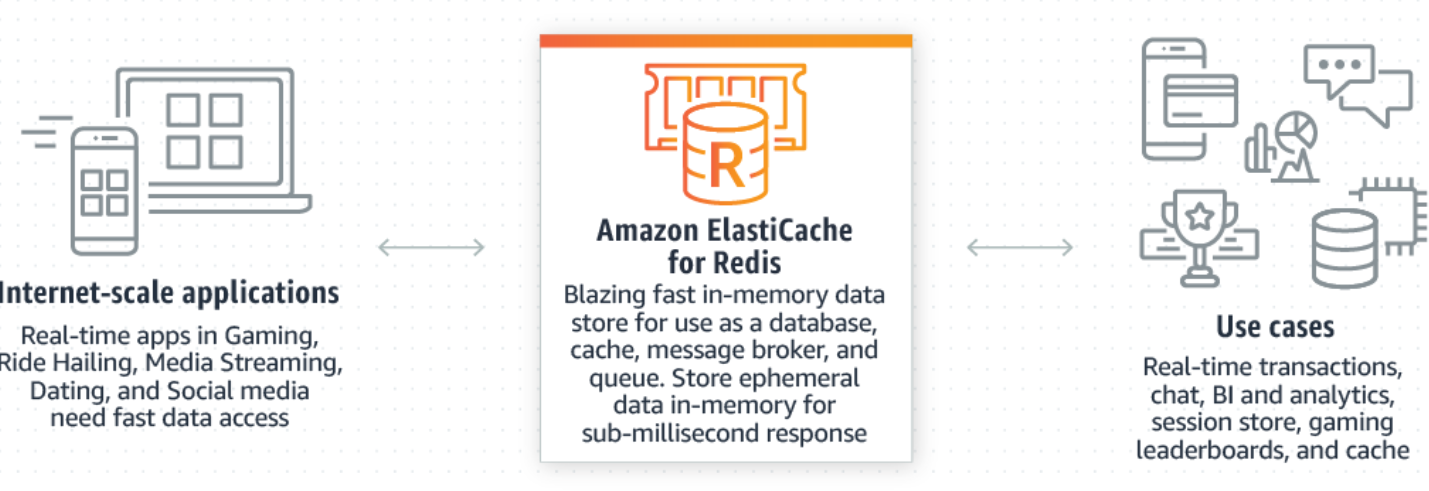 Internet-scale applications
Real-time apps in Gaming,
Ride Hailing, Media Streaming,
Dating, and Social media
need fast data access
R
Amazon ElastiCache
for Redis
Blazing fast in-memory data
store for use as a database,
cache, message broker, and
queue. Store ephemeral
data in-memory for
sub-millisecond response
Use cases
Real-time transactions,
chat, BI and analytics,
session store, gaming
leaderboards, and cache